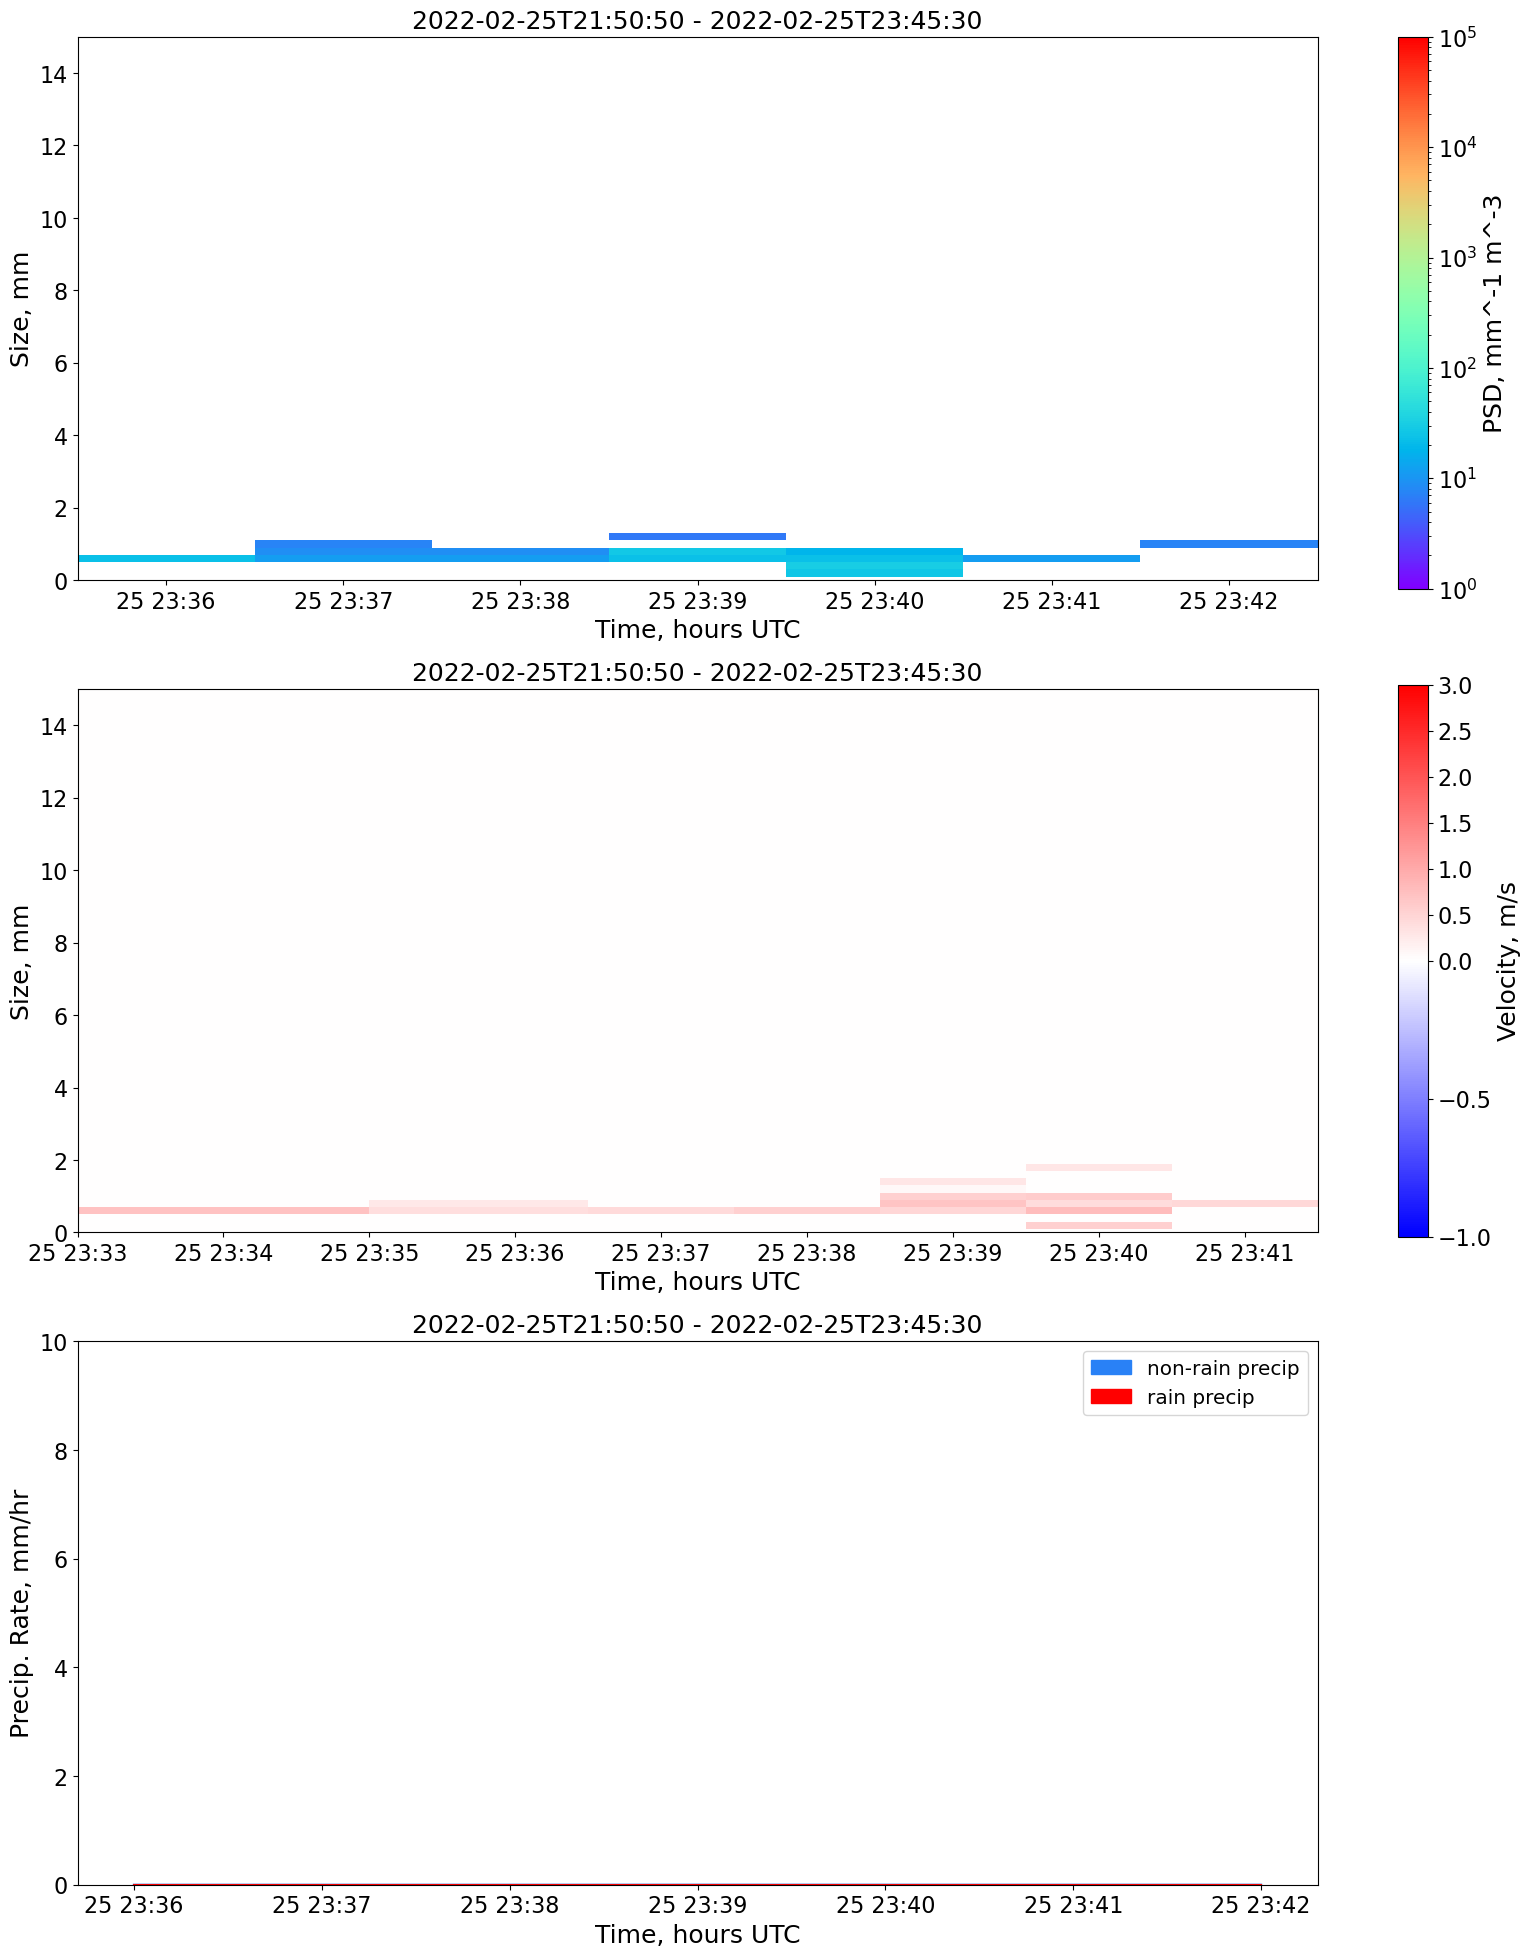 2022-02-25T21:50:50 - 2022-02-25T23:45:30
14
12
10
8
6
4
2
0
Size, mm
25 23:36 25 23:37 25 23:38 25 23:39 25 23:40 25 23:41 25 23:42
Time, hours UTC
10^5
10^4
10^3
10^2
10^1
10^0
PSD, mm^-1 m^-3
2022-02-25T21:50:50 - 2022-02-25T23:45:30
14
12
10
8
6
4
2
0
Size, mm
25 23:33 25 23:34 25 23:35 25 23:36 25 23:37 25 23:38 25 23:39 25 23:40 25 23:41
Time, hours UTC
3.0
2.5
2.0
1.5
1.0
0.5
0.0
−0.5
−1.0
Velocity, m/s
2022-02-25T21:50:50 - 2022-02-25T23:45:30
10
8
6
4
2
0
Precip. Rate, mm/hr
non-rain precip
rain precip
25 23:36 25 23:37 25 23:38 25 23:39 25 23:40 25 23:41 25 23:42
Time, hours UTC